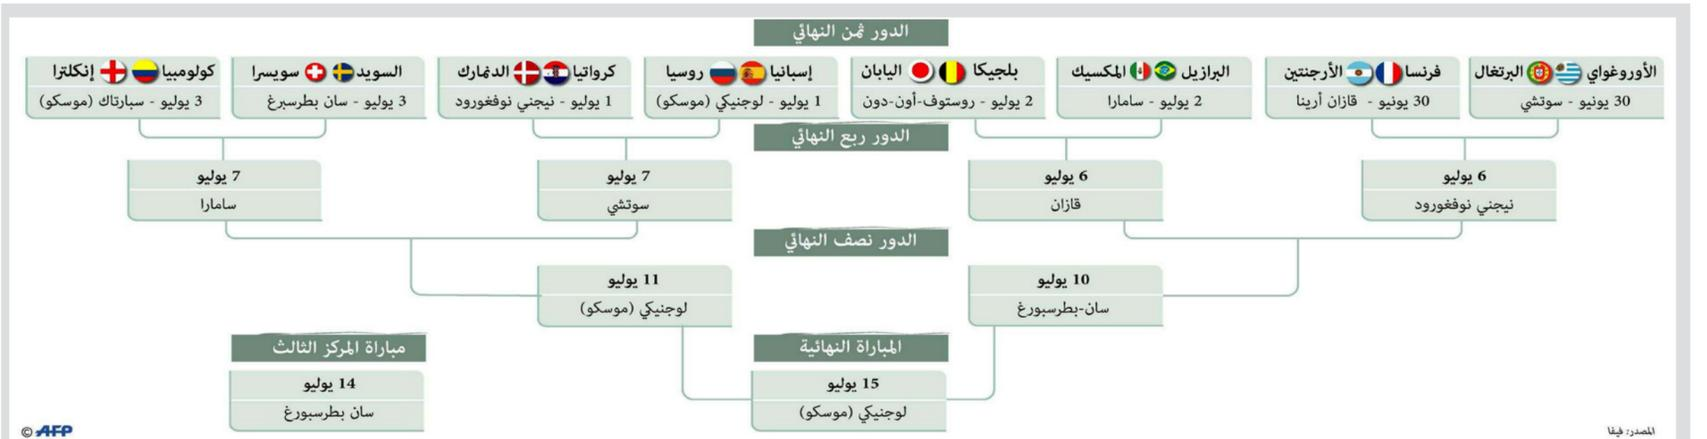 الدور ثمن النهائي
الأوروغواي البرتغال
30 يونيو - سوتشي
فرنسا الأرجنتين
30 يونيو - قازان أرينا
البرازيل المكسيك
2 يوليو - سامارا
بلجيكا اليابان
2 يوليو - روستوف-أون-دون
إسبانيا روسيا
1 يوليو - لوجنيكي (موسكو)
كرواتيا الدنمارك
1 يوليو - نيجني نوفغورود
السويد سويسرا
3 يوليو - سان بطرسبرغ
كولومبيا إنكلترا
3 يوليو - سبارتاك (موسكو)
الدور ربع النهائي
6 يوليو
نيجني نوفغورود
6 يوليو
قازان
7 يوليو
سوتشي
7 يوليو
سامارا
الدور نصف النهائي
10 يوليو
سان-بطرسبورغ
11 يوليو
لوجنيكي (موسكو)
المباراة النهائية
15 يوليو
لوجنيكي (موسكو)
مباراة المركز الثالث
14 يوليو
سان بطرسبورغ
المصدر: فيفا
© AFP